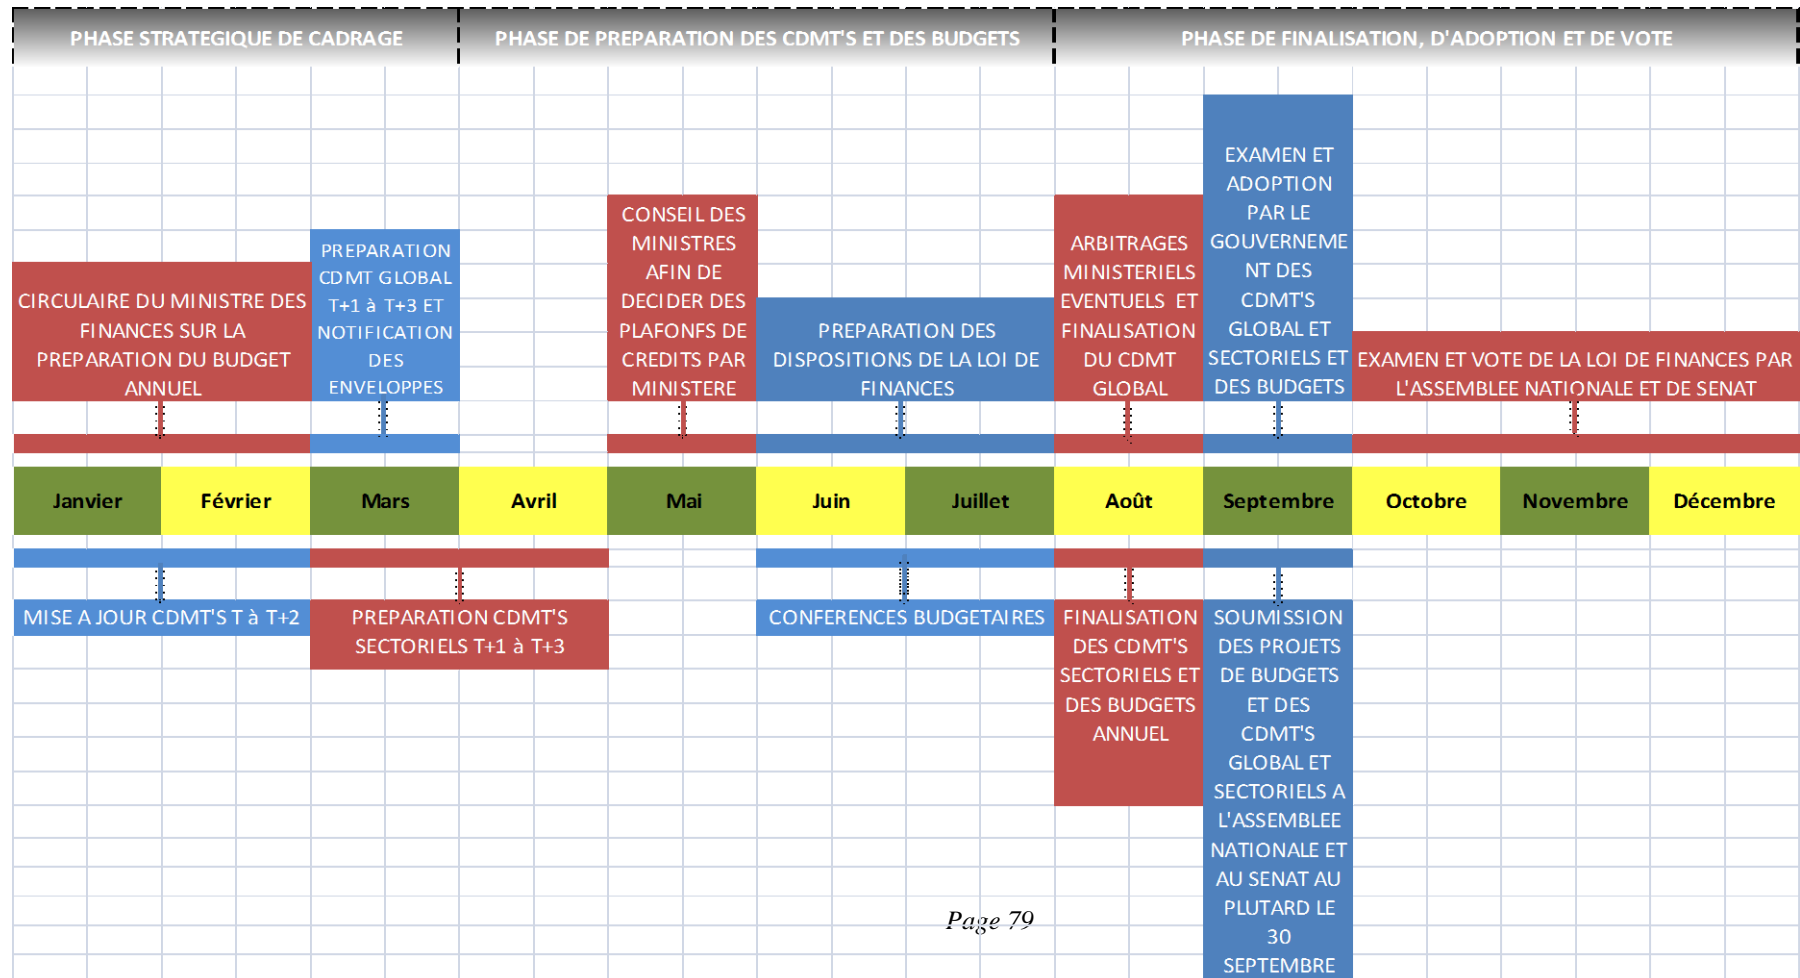 PHASE STRATEGIQUE DE CADRAGE
PHASE DE PREPARATION DES CDMT'S ET DES BUDGETS
PHASE DE FINALISATION, D'ADOPTION ET DE VOTE
CIRCULAIRE DU MINISTRE DES
FINANCES SUR LA
PREPARATION DU BUDGET
ANNUEL
PREPARATION
CDMT GLOBAL
T+1 à T+3 ET
NOTIFICATION
DES
ENVELOPPES
CONSEIL DES
MINISTRES
AFIN DE
DECIDER DES
PLAFONFS DE
CREDITS PAR
MINISTERE
PREPARATION DES
DISPOSITIONS DE LA LOI DE
FINANCES
ARBITRAGES
MINISTERIELS
EVENTUELS ET
FINALISATION
DU CDMT
GLOBAL
EXAMEN ET
ADOPTION
PAR LE
GOUVERNEME
NT DES
CDMT'S
GLOBAL ET
SECTORIELS ET
DES BUDGETS
EXAMEN ET VOTE DE LA LOI DE FINANCES PAR
L'ASSEMBLEE NATIONALE ET DE SENAT
Janvier
Février
Mars
Avril
Mai
Juin
Juillet
Août
Septembre
Octobre
Novembre
Décembre
MISE A JOUR CDMT'S T à T+2
PREPARATION CDMT'S
SECTORIELS T+1 à T+3
CONFERENCES BUDGETAIRES
FINALISATION
DES CDMT'S
SECTORIELS ET
DES BUDGETS
ANNUEL
SOUMISSION
DES PROJETS
DE BUDGETS
ET DES
CDMT'S
GLOBAL ET
SECTORIELS A
L'ASSEMBLEE
NATIONALE ET
AU SENAT AU
PLUTARD LE
30
SEPTEMBRE
Page 79